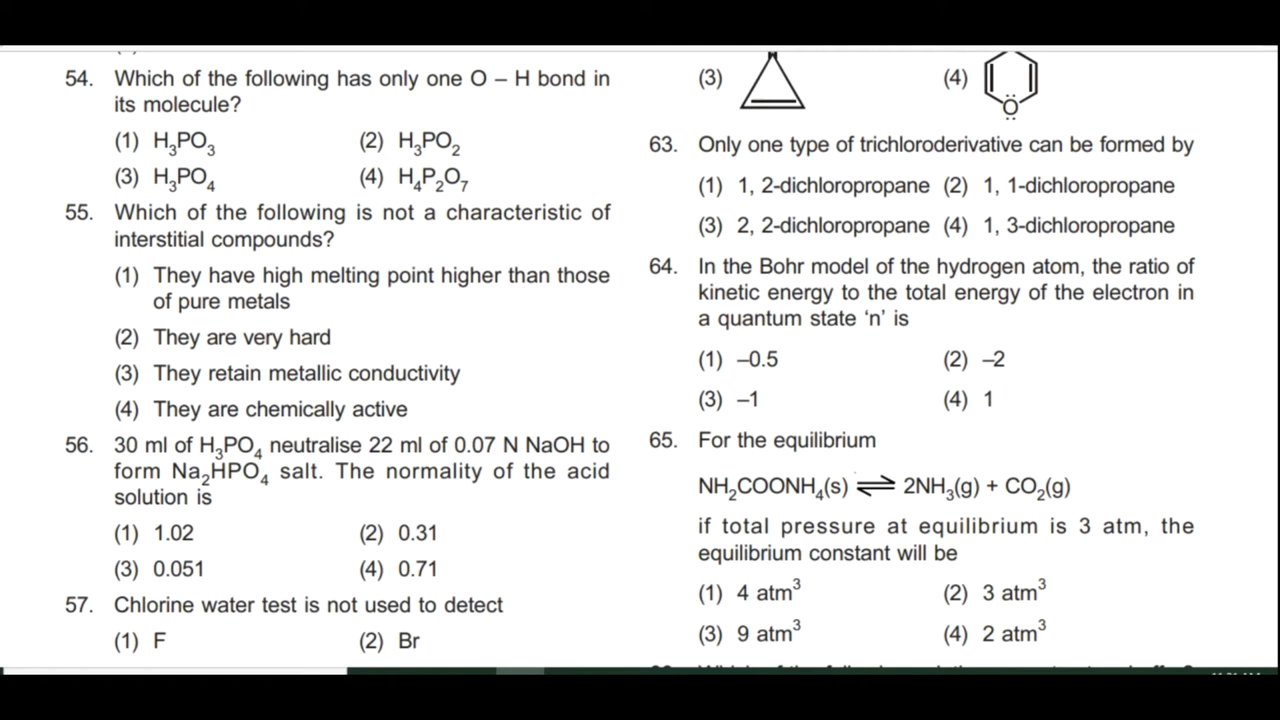 54. Which of the following has only one O – H bond in
its molecule?
(1) H₃PO₃ (2) H₃PO₂
(3) H₃PO₄ (4) H₄P₂O₇
55. Which of the following is not a characteristic of
interstitial compounds?
(1) They have high melting point higher than those
of pure metals
(2) They are very hard
(3) They retain metallic conductivity
(4) They are chemically active
56. 30 ml of H₃PO₄ neutralise 22 ml of 0.07 N NaOH to
form Na₂HPO₄ salt. The normality of the acid
solution is
(1) 1.02 (2) 0.31
(3) 0.051 (4) 0.71
57. Chlorine water test is not used to detect
(1) F (2) Br
(3) (4) Ö
63. Only one type of trichloroderivative can be formed by
(1) 1, 2-dichloropropane (2) 1, 1-dichloropropane
(3) 2, 2-dichloropropane (4) 1, 3-dichloropropane
64. In the Bohr model of the hydrogen atom, the ratio of
kinetic energy to the total energy of the electron in
a quantum state ‘n’ is
(1) –0.5 (2) –2
(3) –1 (4) 1
65. For the equilibrium
NH₂COONH₄(s) ⇌ 2NH₃(g) + CO₂(g)
if total pressure at equilibrium is 3 atm, the
equilibrium constant will be
(1) 4 atm³ (2) 3 atm³
(3) 9 atm³ (4) 2 atm³